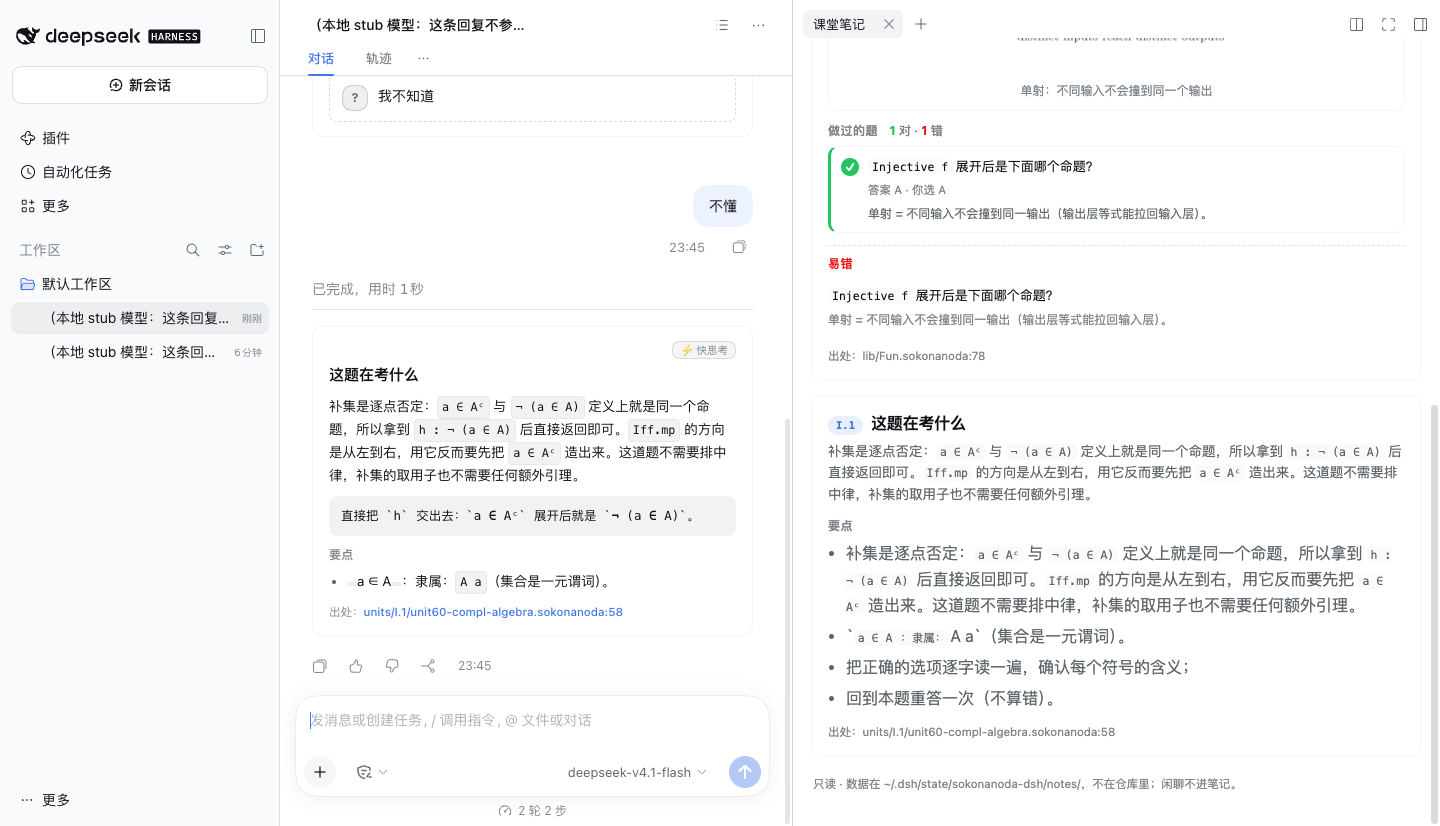 deepseek HARNESS
新会话
插件
自动化任务
更多
工作区
默认工作区
（本地 stub 模型：这条回复... 刚刚
（本地 stub 模型：这条回... 6 分钟
... 更多
（本地 stub 模型：这条回复不参...
对话 轨迹 ...
? 我不知道
不懂
23:45
已完成，用时 1 秒
⚡ 快思考
这题在考什么
补集是逐点否定：a ∈ Aᶜ 与 ¬ (a ∈ A) 定义上就是同一个命
题，所以拿到 h : ¬ (a ∈ A) 后直接返回即可。Iff.mp 的方向
是从左到右，用它反而要先把 a ∈ Aᶜ 造出来。这道题不需要排中
律，补集的取用子也不需要任何额外引理。
直接把 `h` 交出去：`a ∈ Aᶜ` 展开后就是 `¬ (a ∈ A)`。
要点
• a ∈ A ：隶属：A a（集合是一元谓词）。
出处：units/I.1/unit60-compl-algebra.sokonanoda:58
23:45
发消息或创建任务，/ 调用指令，@ 文件或对话
deepseek-v4.1-flash
2 轮 2 步
课堂笔记
distinct inputs reach distinct outputs
单射：不同输入不会撞到同一个输出
做过的题 1 对 · 1 错
Injective f 展开后是下面哪个命题？
答案 A · 你选 A
单射 = 不同输入不会撞到同一输出（输出层等式能拉回输入层）。
易错
Injective f 展开后是下面哪个命题？
单射 = 不同输入不会撞到同一输出（输出层等式能拉回输入层）。
出处：lib/Fun.sokonanoda:78
I.1 这题在考什么
补集是逐点否定：a ∈ Aᶜ 与 ¬ (a ∈ A) 定义上就是同一个命题，所以拿到 h : ¬ (a ∈ A) 后
直接返回即可。Iff.mp 的方向是从左到右，用它反而要先把 a ∈ Aᶜ 造出来。这道题不需要排
中律，补集的取用子也不需要任何额外引理。
要点
• 补集是逐点否定：a ∈ Aᶜ 与 ¬ (a ∈ A) 定义上就是同一个命题，所以拿到 h :
¬ (a ∈ A) 后直接返回即可。Iff.mp 的方向是从左到右，用它反而要先把 a ∈
Aᶜ 造出来。这道题不需要排中律，补集的取用子也不需要任何额外引理。
• `a ∈ A ：隶属：A a`（集合是一元谓词）。
• 把正确的选项逐字读一遍，确认每个符号的含义；
• 回到本题重答一次（不算错）。
出处：units/I.1/unit60-compl-algebra.sokonanoda:58
只读 · 数据在 ~/.dsh/state/sokonanoda-dsh/notes/，不在仓库里；闲聊不进笔记。